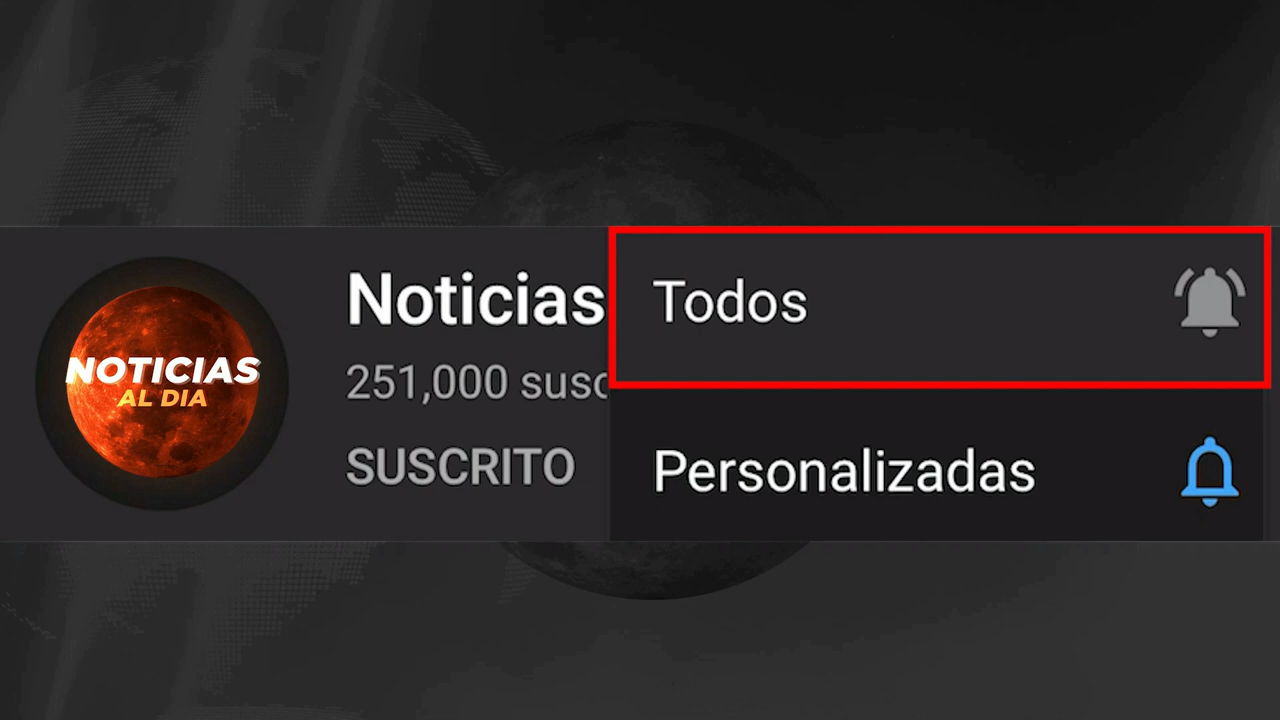 NOTICIAS
AL DIA
Noticias
251,000 susc
SUSCRITO
Todos
Personalizadas